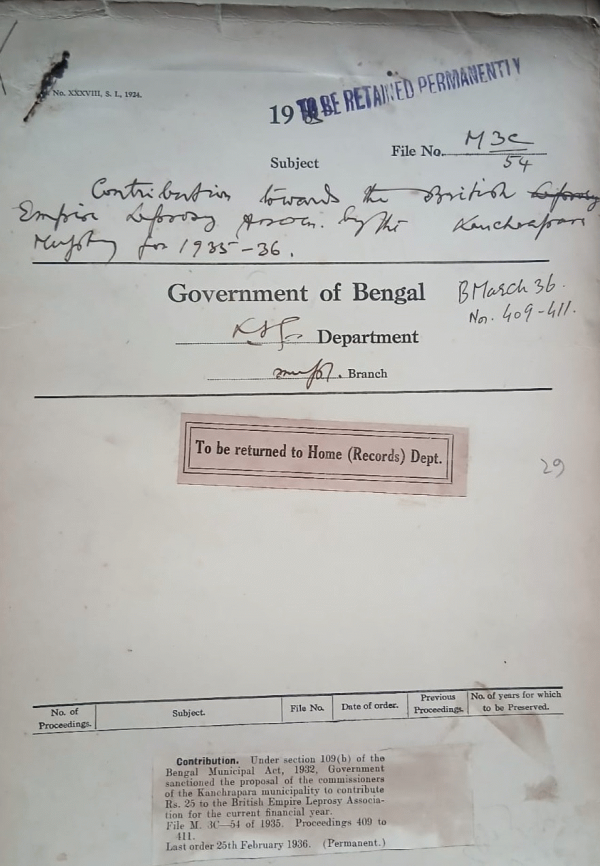 No. XXXVIII, S. I., 1924.
TO BE RETAINED PERMANENTLY
19
File No. M 3C/54
Subject
Contribution towards the British Leprosy
Empire Leprosy Assocn. by the Kanchrapara
for 1935-36.
Government of Bengal
B March 36.
Nos. 409-411.
Department
Branch
To be returned to Home (Records) Dept.
29
No. of Proceedings. Subject. File No. Date of order. Previous Proceedings. No. of years for which to be Preserved.
Contribution. Under section 109(b) of the
Bengal Municipal Act, 1932, Government
sanctioned the proposal of the commissioners
of the Kanchrapara municipality to contribute
Rs. 25 to the British Empire Leprosy Associa-
tion for the current financial year.
File M. 3C—54 of 1935. Proceedings 409 to
411.
Last order 25th February 1936. (Permanent.)